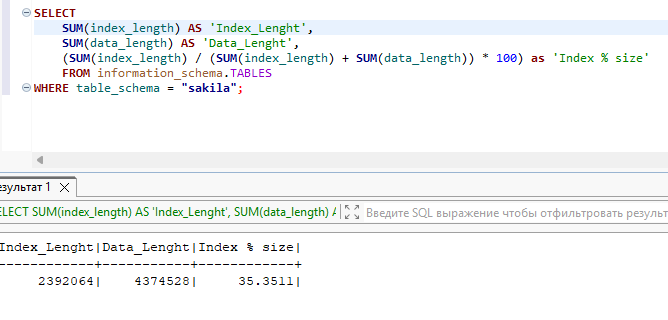 SELECT
SUM(index_length) AS 'Index_Lenght',
SUM(data_length) AS 'Data_Lenght',
(SUM(index_length) / (SUM(index_length) + SUM(data_length)) * 100) as 'Index % size'
FROM information_schema.TABLES
WHERE table_schema = "sakila";
езультат 1
ELECT SUM(index_length) AS 'Index_Lenght', SUM(data_length) A Введите SQL выражение чтобы отфильтровать результ
Index_Lenght|Data_Lenght|Index % size|
------------+-----------+------------+
2392064| 4374528| 35.3511|